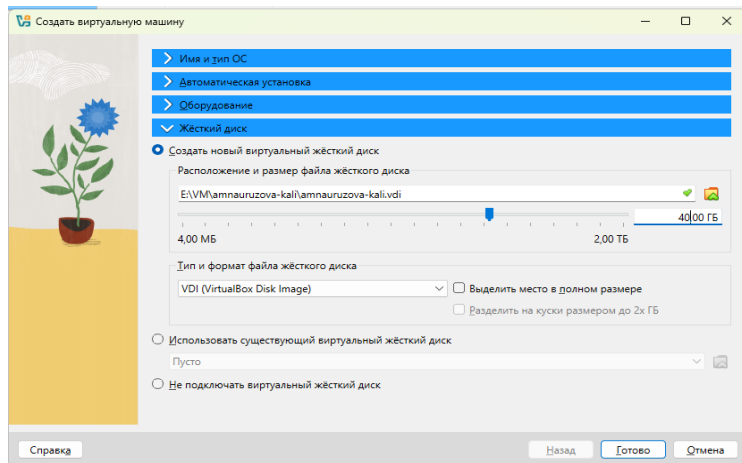 Создать виртуальную машину
Имя и тип ОС
Автоматическая установка
Оборудование
Жёсткий диск
Создать новый виртуальный жёсткий диск
Расположение и размер файла жёсткого диска
E:\VM\amnauruzova-kali\amnauruzova-kali.vdi
40,00 ГБ
4,00 МБ 2,00 ТБ
Тип и формат файла жёсткого диска
VDI (VirtualBox Disk Image) Выделить место в полном размере
Разделить на куски размером до 2х ГБ
Использовать существующий виртуальный жёсткий диск
Пусто
Не подключать виртуальный жёсткий диск
Справка Назад Готово Отмена